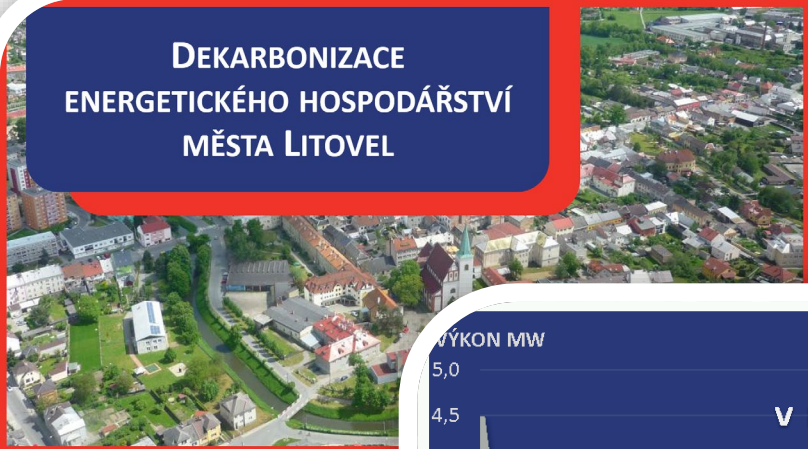 DEKARBONIZACE
ENERGETICKÉHO HOSPODÁŘSTVÍ
MĚSTA LITOVEL
VÝKON MW
5,0
4,5
V